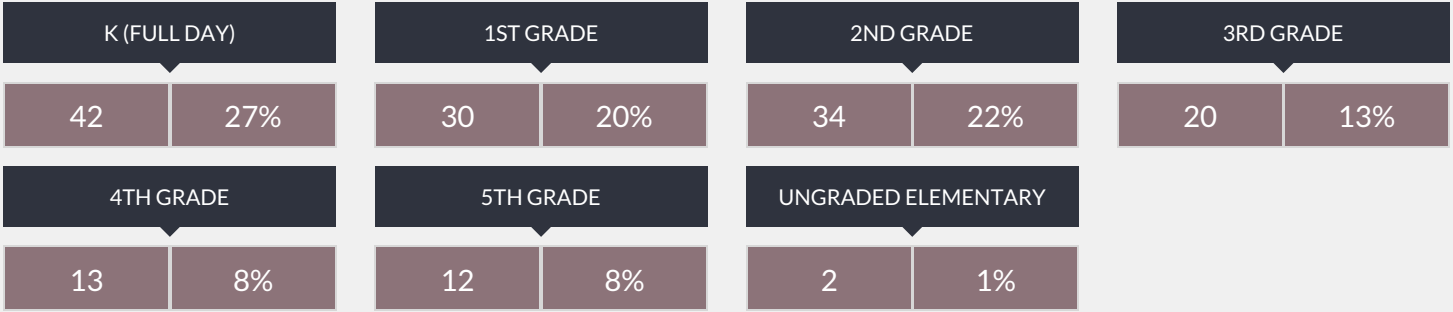 K (FULL DAY) 1ST GRADE 2ND GRADE 3RD GRADE
42 27% 30 20% 34 22% 20 13%
4TH GRADE 5TH GRADE UNGRADED ELEMENTARY
13 8% 12 8% 2 1%